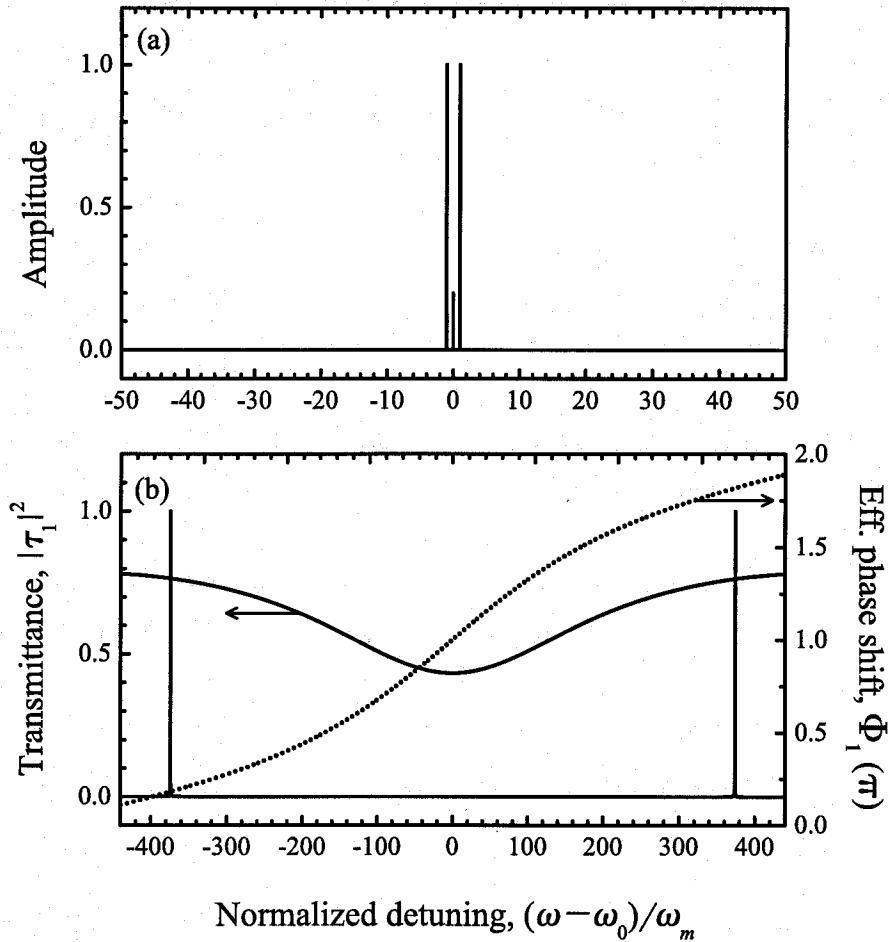 (a)
Amplitude
1.0
0.5
0.0
-50 -40 -30 -20 -10 0 10 20 30 40 50
(b)
Transmittance, |τ₁|²
1.0
0.5
0.0
2.0
1.5
1.0
0.5
0.0
Eff. phase shift, Φ₁ (π)
-400 -300 -200 -100 0 100 200 300 400
Normalized detuning, (ω−ω₀)/ωₘ